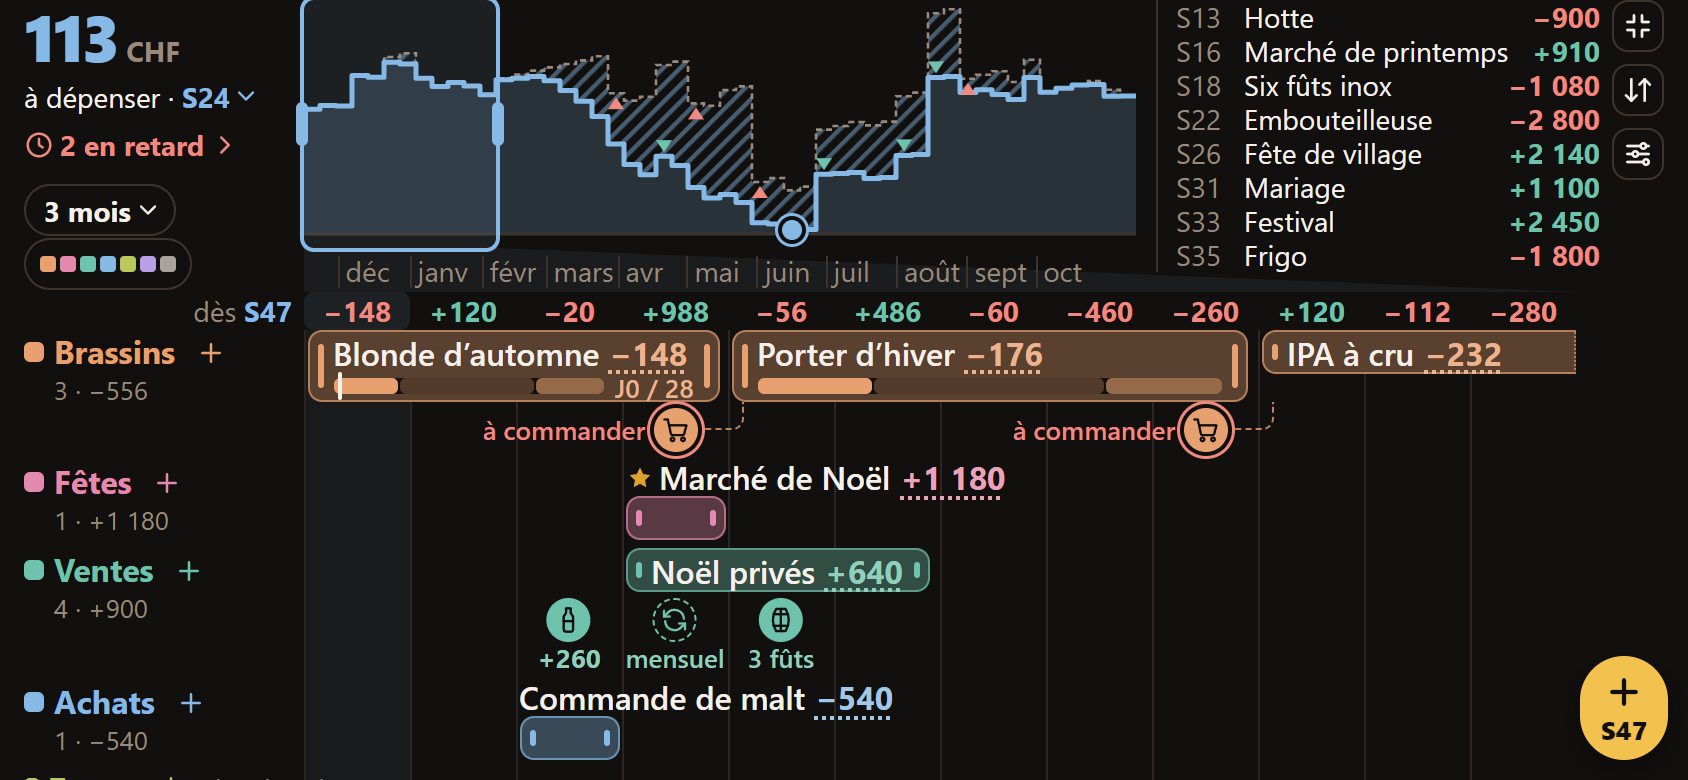 113 CHF
à dépenser · S24
2 en retard
3 mois
S13 Hotte −900
S16 Marché de printemps +910
S18 Six fûts inox −1 080
S22 Embouteilleuse −2 800
S26 Fête de village +2 140
S31 Mariage +1 100
S33 Festival +2 450
S35 Frigo −1 800
déc janv févr mars avr mai juin juil août sept oct
dès S47 −148 +120 −20 +988 −56 +486 −60 −460 −260 +120 −112 −280
Brassins +
3 · −556
Blonde d’automne −148
J0 / 28
Porter d’hiver −176
IPA à cru −232
à commander
à commander
Fêtes +
1 · +1 180
Marché de Noël +1 180
Ventes +
4 · +900
Noël privés +640
+260 mensuel 3 fûts
Achats +
1 · −540
Commande de malt −540
+
S47